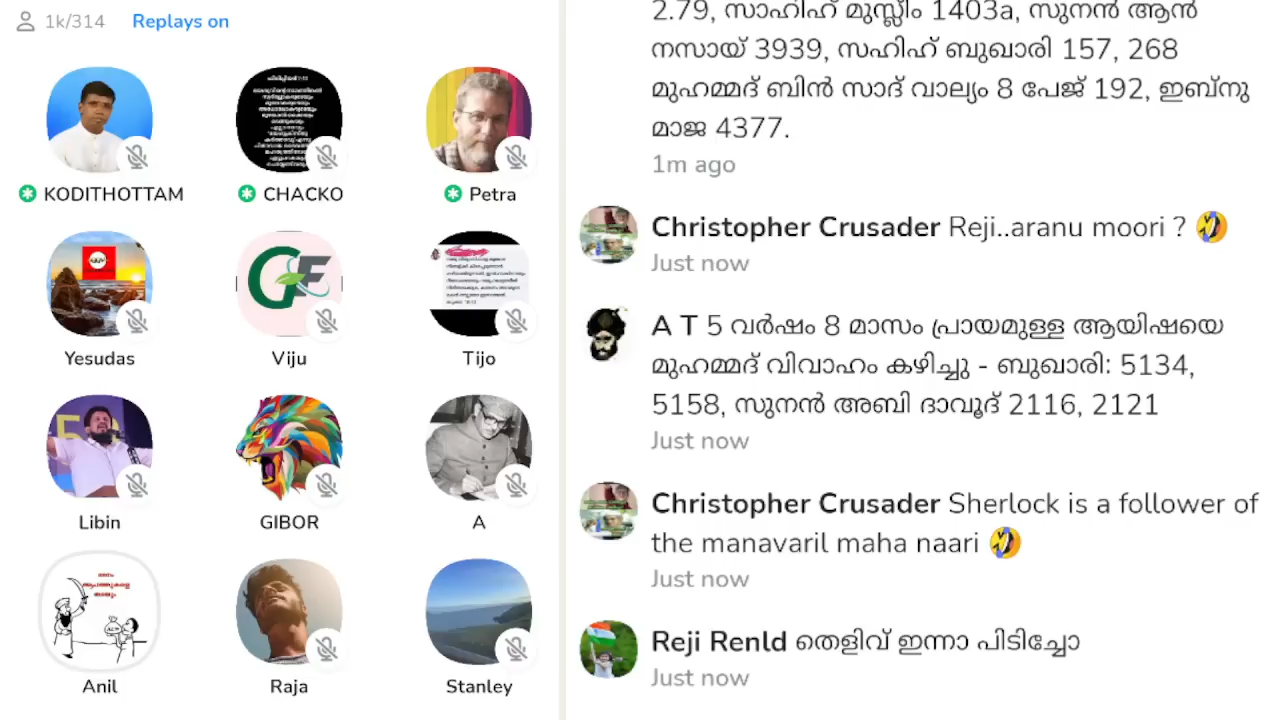 1k/314 Replays on
KODITHOTTAM
CHACKO
Petra
Yesudas
Viju
Tijo
Libin
GIBOR
A
Anil
Raja
Stanley
2.79, സാഹിഹ് മുസ്ലിം 1403a, സുനൻ ആൻ
നസായ് 3939, സഹിഹ് ബുഖാരി 157, 268
മുഹമ്മദ് ബിൻ സാദ് വാല്യം 8 പേജ് 192, ഇബ്നു
മാജ 4377.
1m ago
Christopher Crusader Reji..aranu moori ? 🤣
Just now
A T 5 വർഷം 8 മാസം പ്രായമുള്ള ആയിഷയെ
മുഹമ്മദ് വിവാഹം കഴിച്ചു - ബുഖാരി: 5134,
5158, സുനൻ അബി ദാവൂദ് 2116, 2121
Just now
Christopher Crusader Sherlock is a follower of
the manavaril maha naari 🤣
Just now
Reji Renld തെളിവ് ഇന്നാ പിടിച്ചോ
Just now